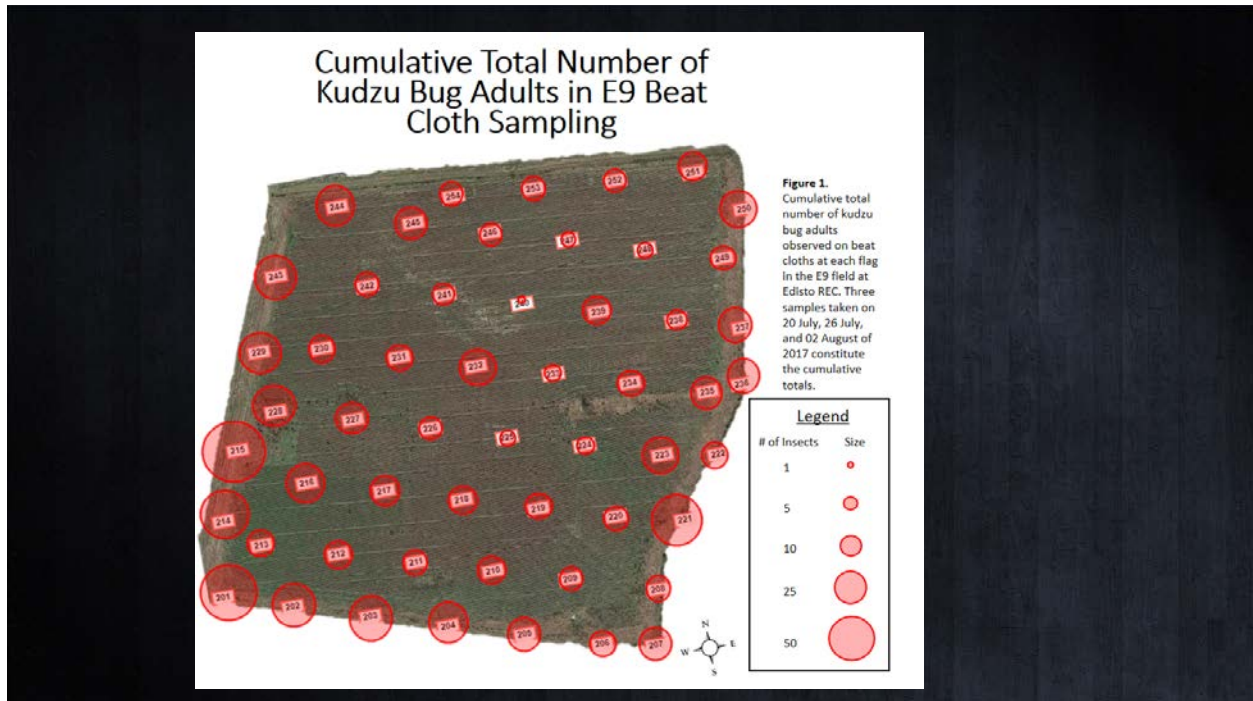 Cumulative Total Number of
Kudzu Bug Adults in E9 Beat
Cloth Sampling
Figure 1.
Cumulative total
number of kudzu
bug adults
observed on beat
cloths at each flag
in the E9 field at
Edisto REC. Three
samples taken on
20 July, 26 July,
and 02 August of
2017 constitute
the cumulative
totals.
Legend
# of Insects Size
1
5
10
25
50
N
W E
S
244 245 254 253 252 251
250
246 247 248 249
243 242 241 240 239 238 237
229 230 231 232 233 234 235 236
228 227 226 225 224 223 222
215 216 217 218 219 220 221
214 213 212 211 210 209 208
201 202 203 204 205 206 207